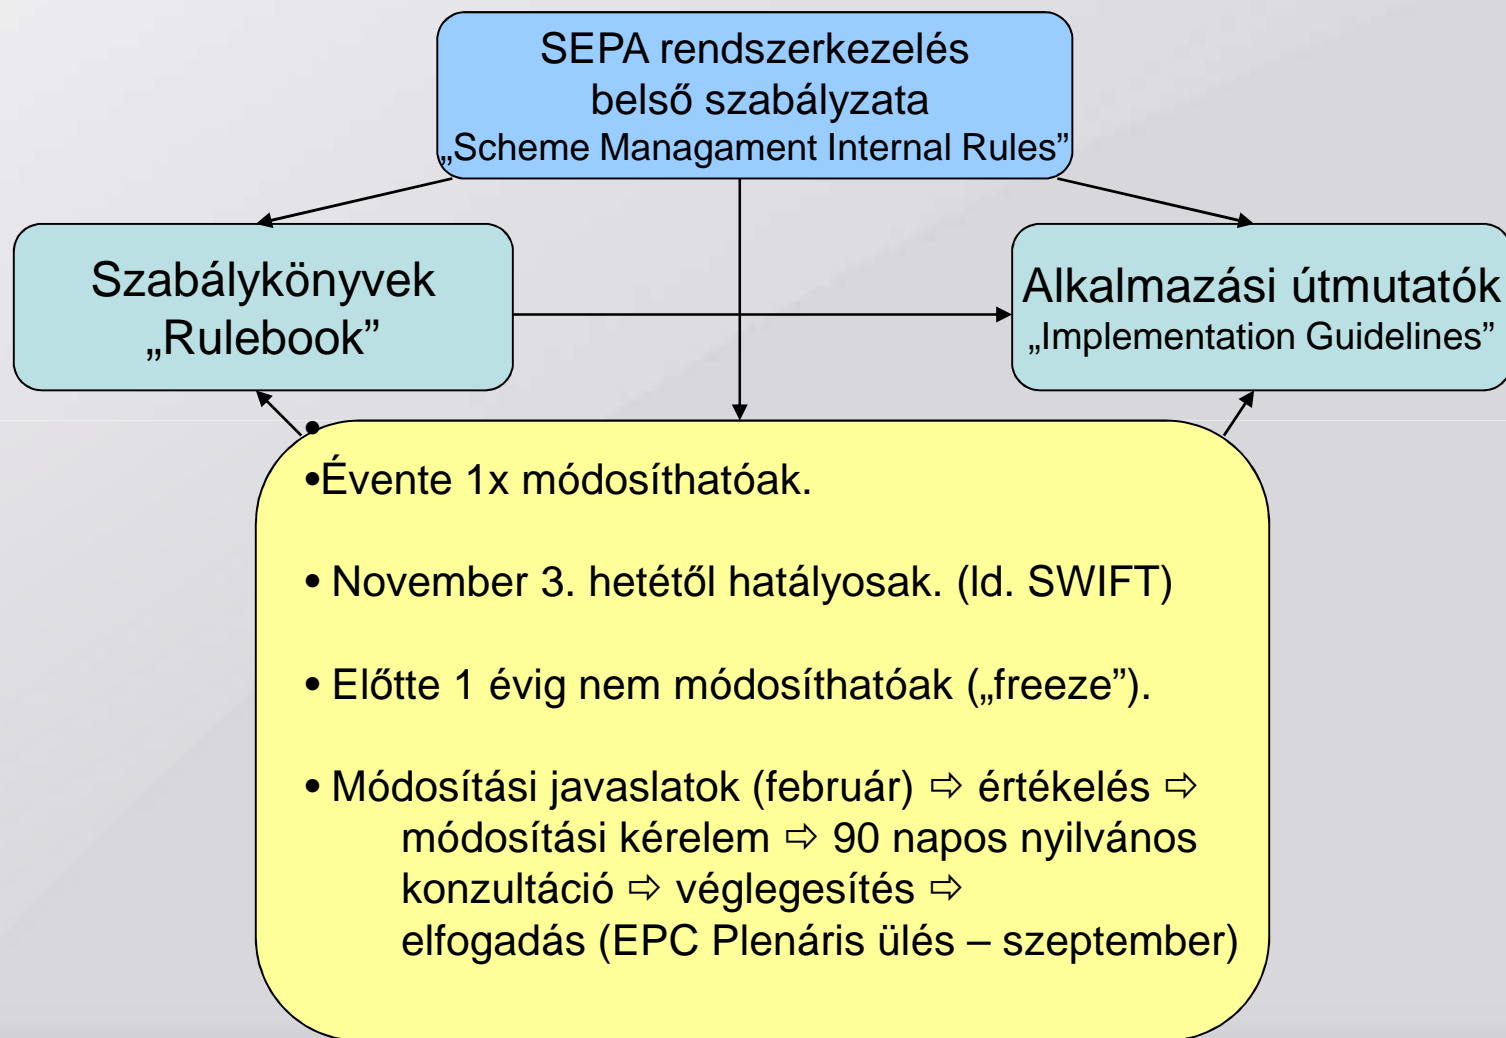 SEPA rendszerkezelés
belső szabályzata
„Scheme Managament Internal Rules”
Szabálykönyvek
„Rulebook”
Alkalmazási útmutatók
„Implementation Guidelines”
•
•Évente 1x módosíthatóak.
• November 3. hetétől hatályosak. (ld. SWIFT)
• Előtte 1 évig nem módosíthatóak („freeze”).
• Módosítási javaslatok (február) ⇨ értékelés ⇨
módosítási kérelem ⇨ 90 napos nyilvános
konzultáció ⇨ véglegesítés ⇨
elfogadás (EPC Plenáris ülés – szeptember)